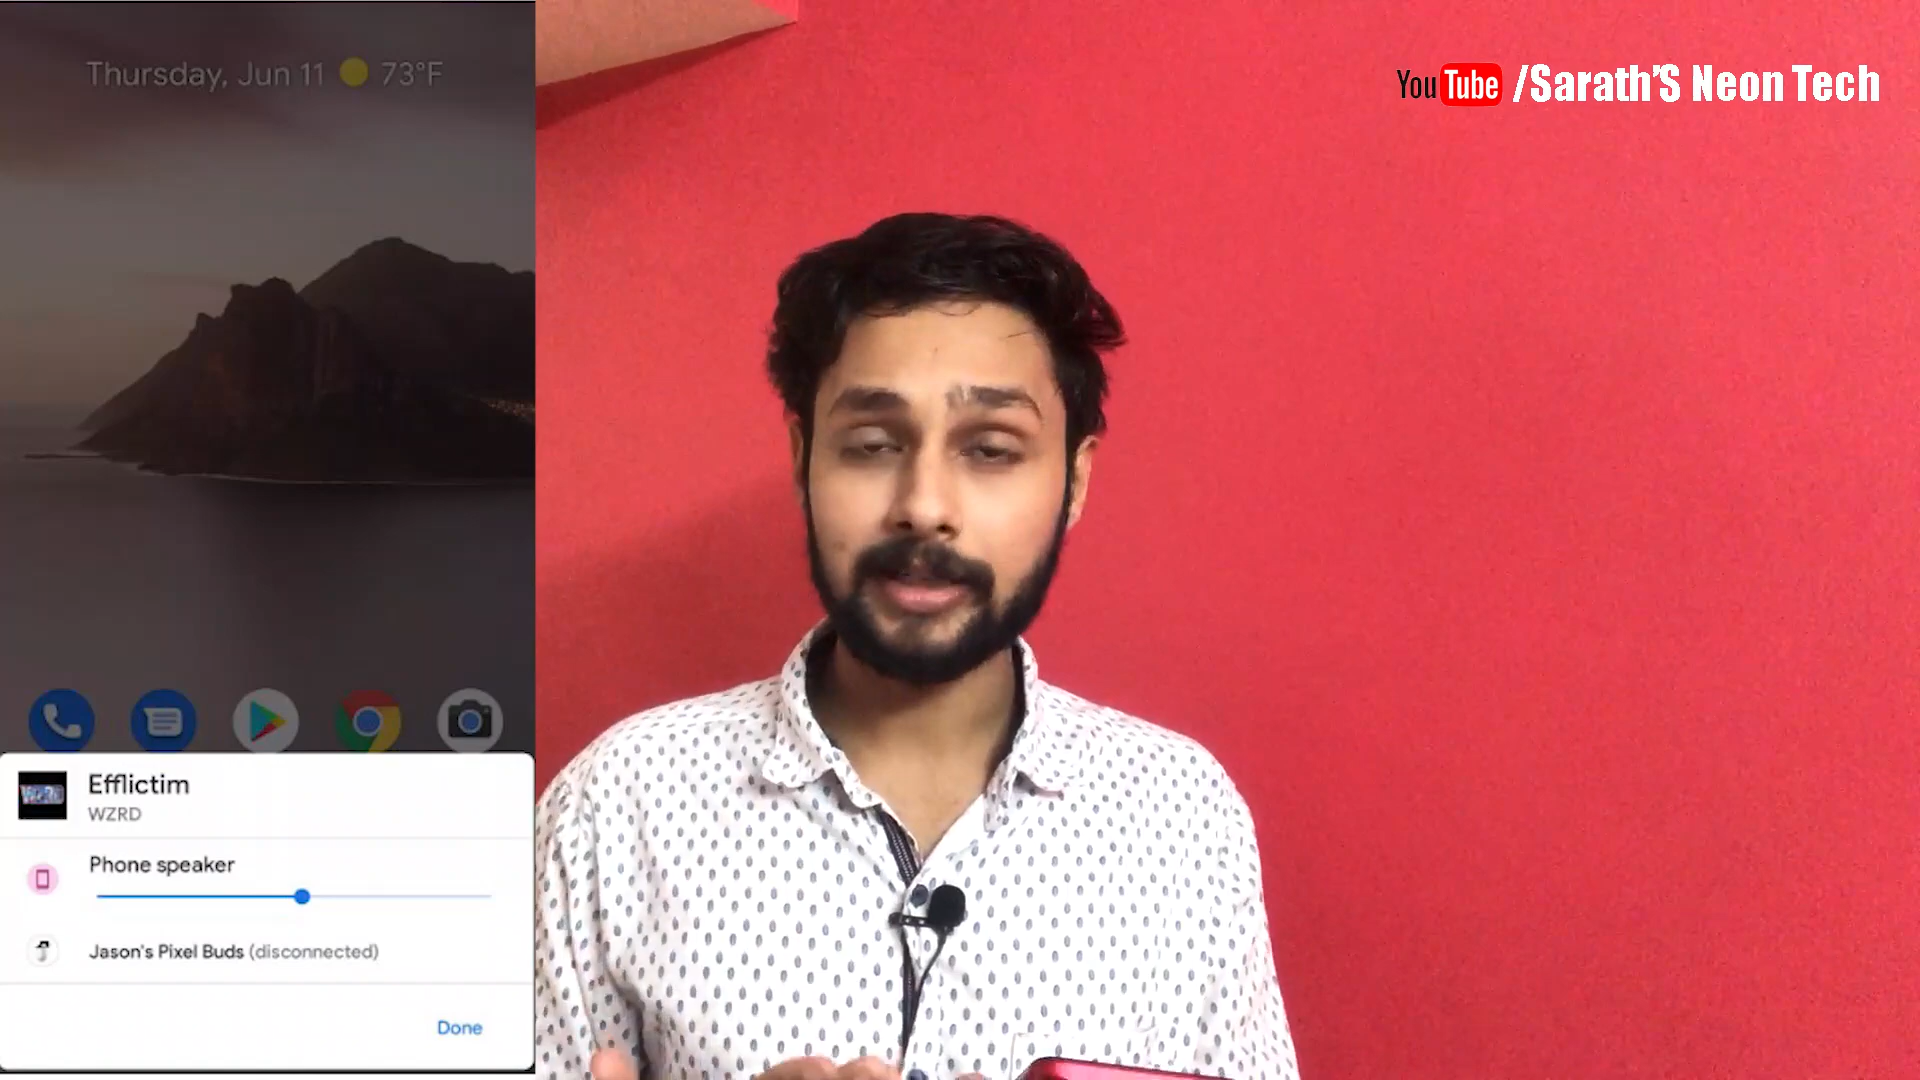 Thursday, Jun 11 73°F
YouTube /Sarath'S Neon Tech
Efflictim
WZRD
Phone speaker
Jason's Pixel Buds (disconnected)
Done